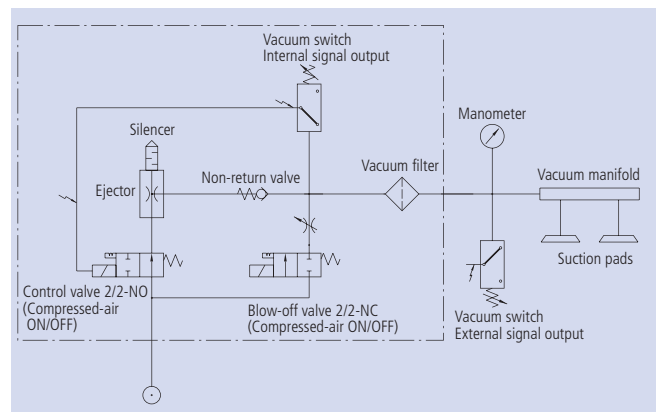 Vacuum switch
Internal signal output
Silencer
Manometer
Ejector
Non-return valve
Vacuum filter
Vacuum manifold
Suction pads
Control valve 2/2-NO
(Compressed-air
ON/OFF)
Blow-off valve 2/2-NC
(Compressed-air ON/OFF)
Vacuum switch
External signal output